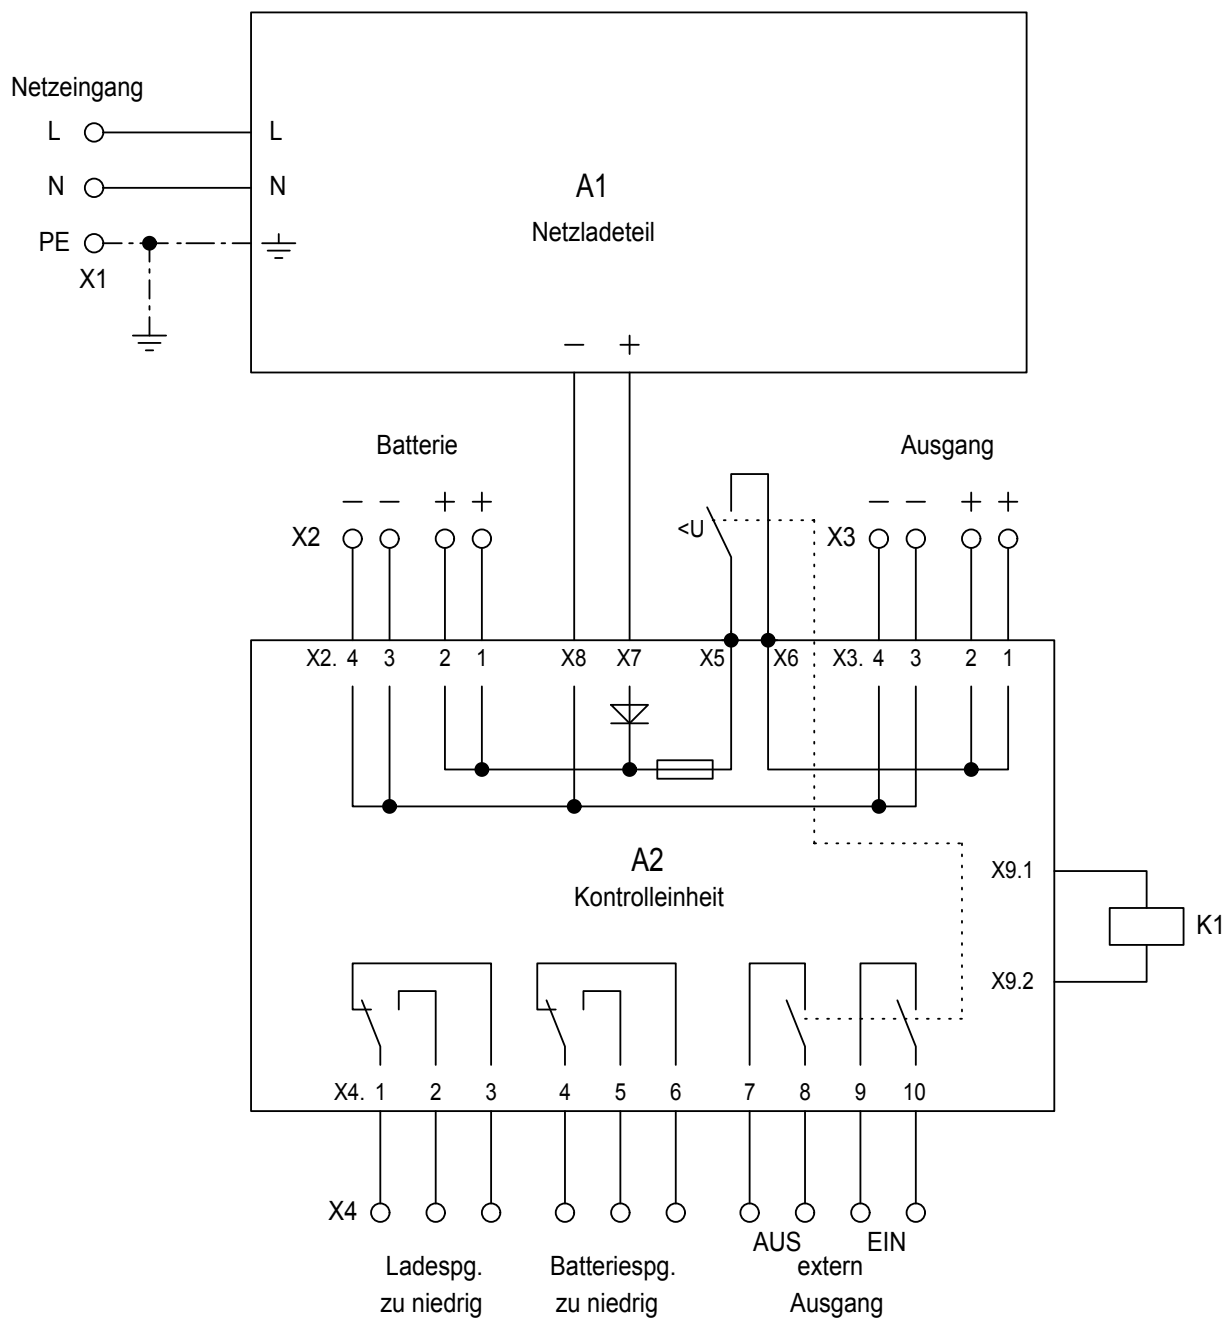 Netzeingang
L
L
N
N
PE
X1
A1
Netzladeteil
− +
Batterie
Ausgang
− − + +
− − + +
X2
<U
X3
X2. 4 3 2 1 X8 X7 X5 X6 X3. 4 3 2 1
A2
Kontrolleinheit
X9.1
K1
X9.2
X4. 1 2 3 4 5 6 7 8 9 10
X4
AUS EIN
Ladespg.
zu niedrig
Batteriespg.
zu niedrig
extern
Ausgang